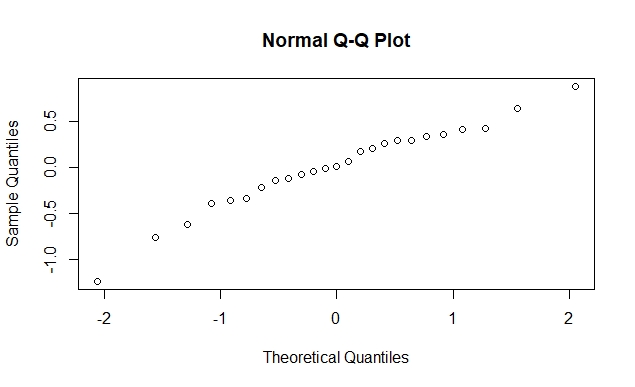 Normal Q-Q Plot
Sample Quantiles
0.5
0.0
-0.5
-1.0
-2 -1 0 1 2
Theoretical Quantiles